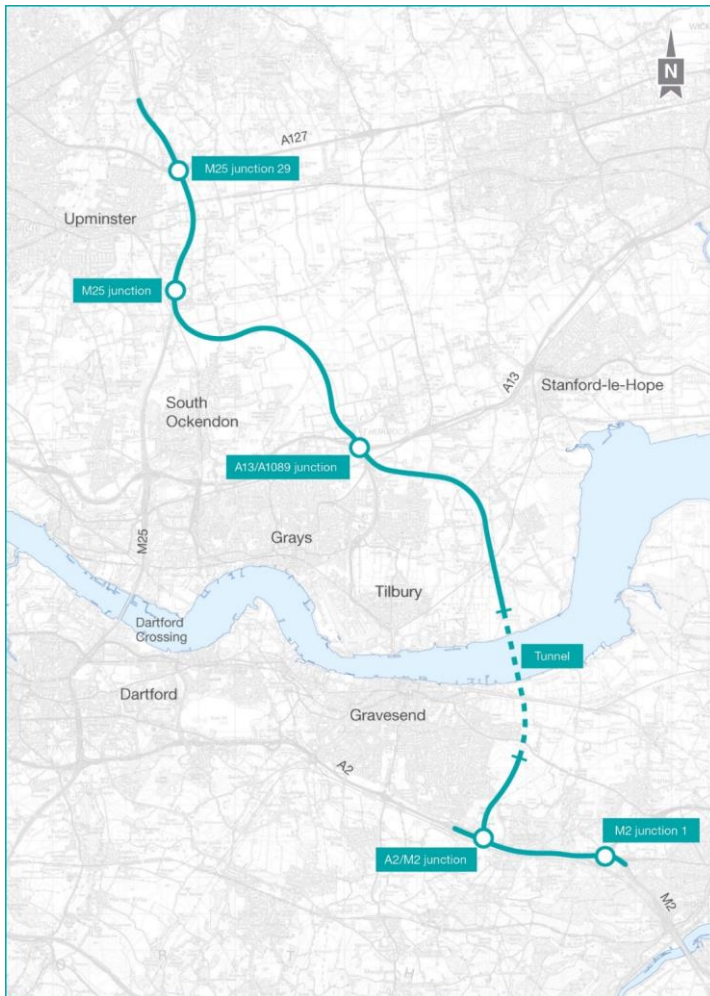 N
A127
M25 junction 29
Upminster
M25 junction
A13
Stanford-le-Hope
South
Ockendon
A13/A1089 junction
M25
Grays
Tilbury
Dartford
Crossing
Tunnel
Dartford
Gravesend
A2
M2 junction 1
A2/M2 junction
M2